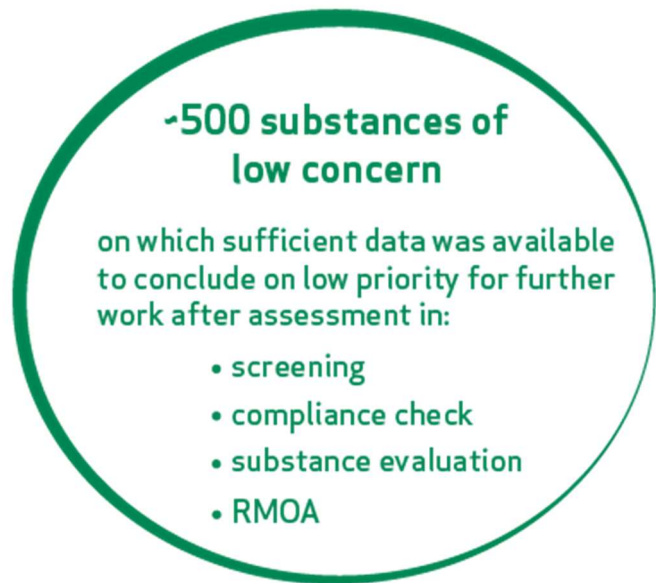 ~500 substances of
low concern
on which sufficient data was available
to conclude on low priority for further
work after assessment in:
• screening
• compliance check
• substance evaluation
• RMOA